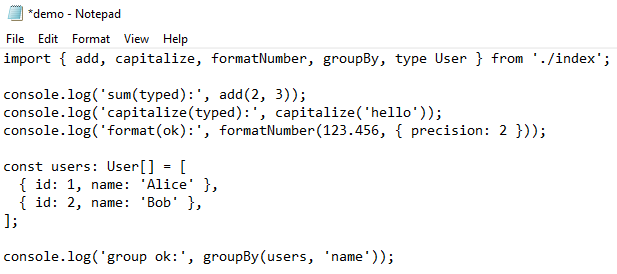 *demo - Notepad
File Edit Format View Help
import { add, capitalize, formatNumber, groupBy, type User } from './index';
console.log('sum(typed):', add(2, 3));
console.log('capitalize(typed):', capitalize('hello'));
console.log('format(ok):', formatNumber(123.456, { precision: 2 }));
const users: User[] = [
  { id: 1, name: 'Alice' },
  { id: 2, name: 'Bob' },
];
console.log('group ok:', groupBy(users, 'name'));